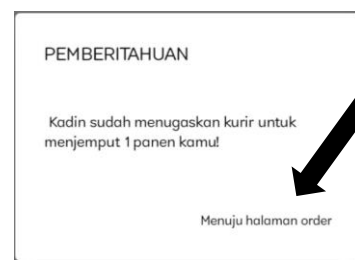 PEMBERITAHUAN
Kadin sudah menugaskan kurir untuk
menjemput 1 panen kamu!
Menuju halaman order